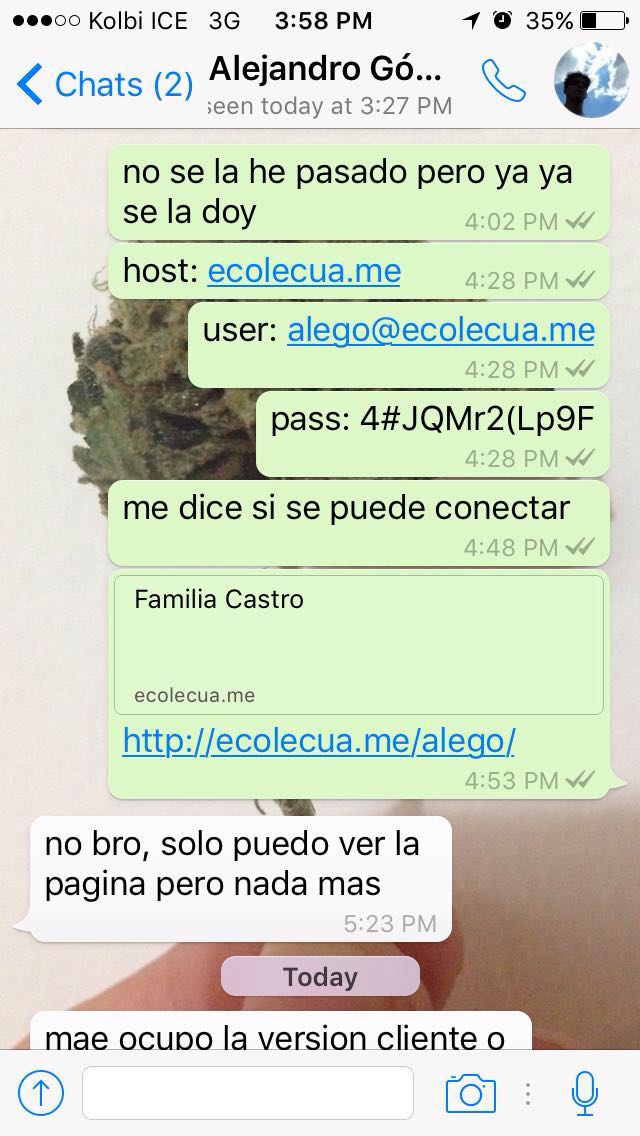 Kolbi ICE 3G 3:58 PM 35%
Chats (2) Alejandro Gó...
seen today at 3:27 PM
no se la he pasado pero ya ya
se la doy
4:02 PM
host: ecolecua.me
4:28 PM
user: alego@ecolecua.me
4:28 PM
pass: 4#JQMr2(Lp9F
4:28 PM
me dice si se puede conectar
4:48 PM
Familia Castro
ecolecua.me
http://ecolecua.me/alego/
4:53 PM
no bro, solo puedo ver la
pagina pero nada mas
5:23 PM
Today
mae ocupo la version cliente o